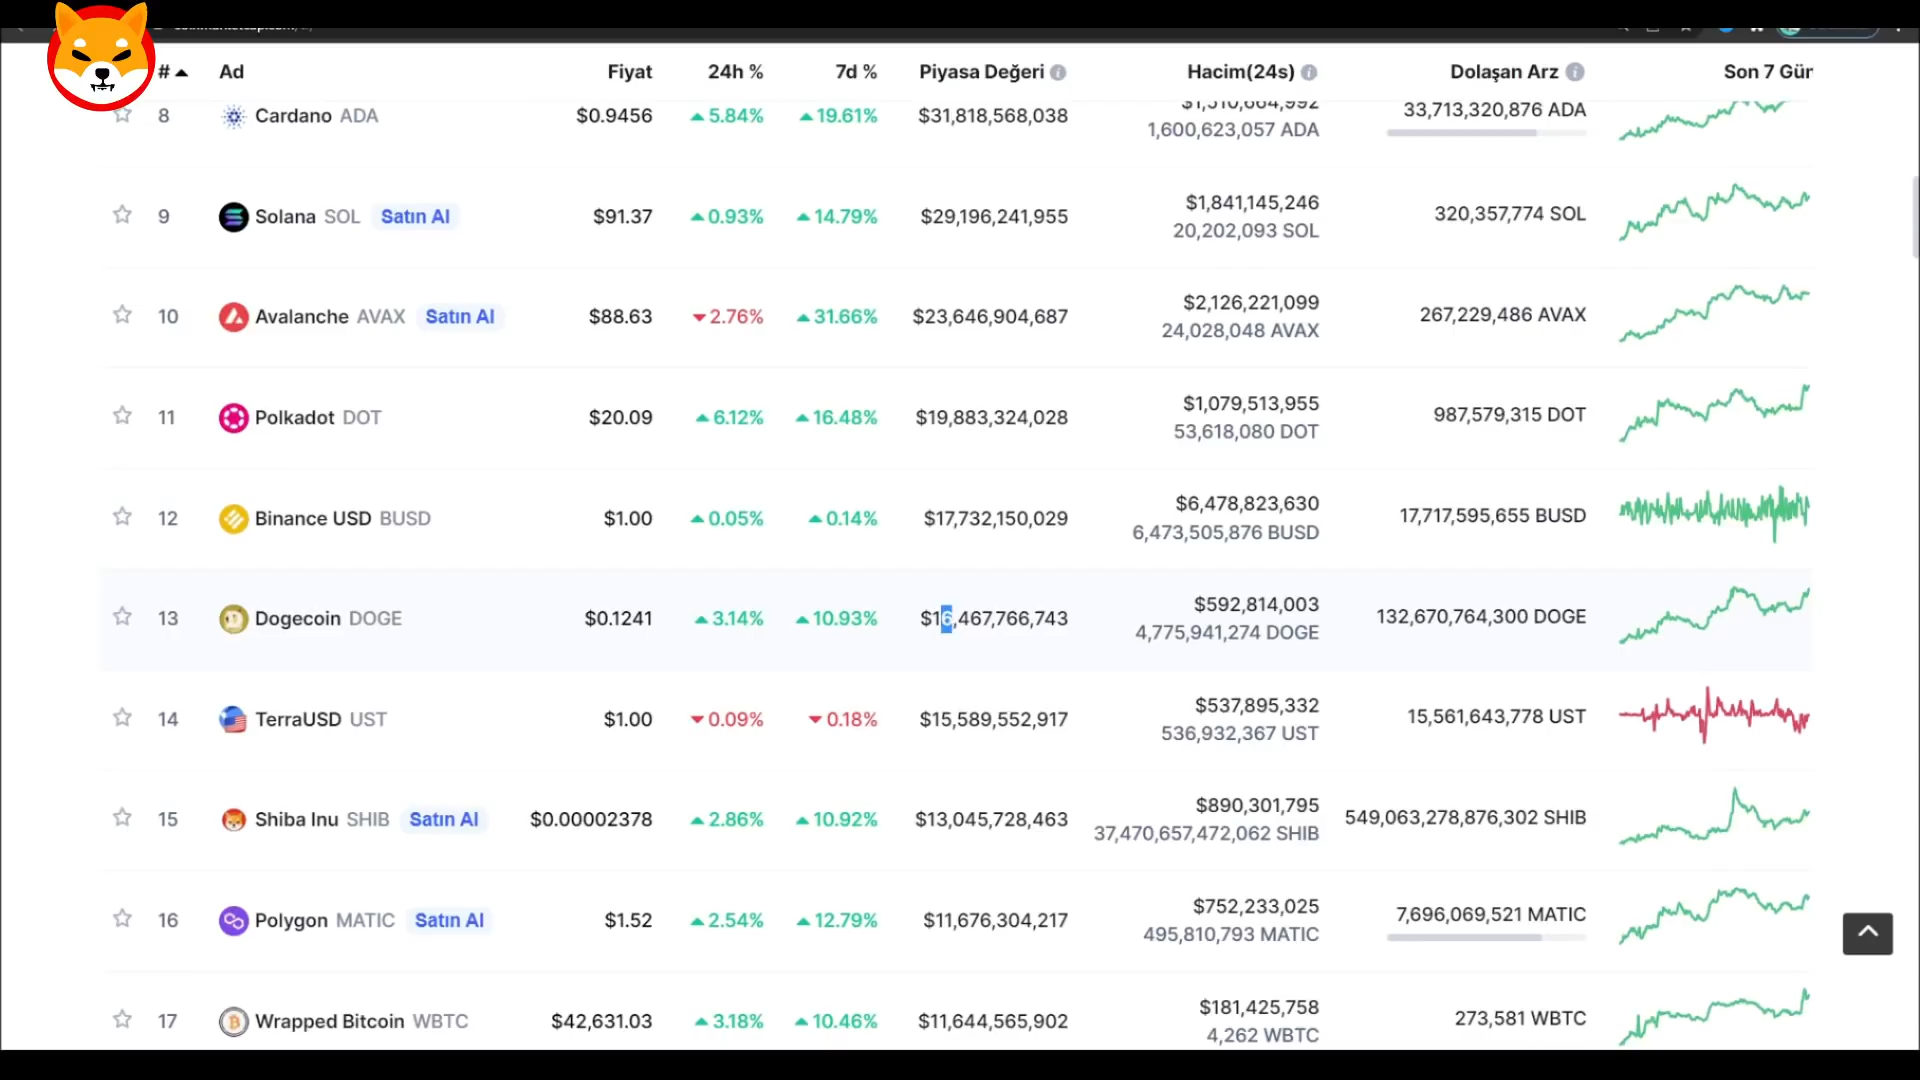 # Ad Fiyat 24h % 7d % Piyasa Değeri Hacim(24s) Dolaşan Arz Son 7 Gür
8 Cardano ADA $0.9456 5.84% 19.61% $31,818,568,038 $1,510,664,992 33,713,320,876 ADA
1,600,623,057 ADA
9 Solana SOL Satın Al $91.37 0.93% 14.79% $29,196,241,955 $1,841,145,246 320,357,774 SOL
20,202,093 SOL
10 Avalanche AVAX Satın Al $88.63 2.76% 31.66% $23,646,904,687 $2,126,221,099 267,229,486 AVAX
24,028,048 AVAX
11 Polkadot DOT $20.09 6.12% 16.48% $19,883,324,028 $1,079,513,955 987,579,315 DOT
53,618,080 DOT
12 Binance USD BUSD $1.00 0.05% 0.14% $17,732,150,029 $6,478,823,630 17,717,595,655 BUSD
6,473,505,876 BUSD
13 Dogecoin DOGE $0.1241 3.14% 10.93% $16,467,766,743 $592,814,003 132,670,764,300 DOGE
4,775,941,274 DOGE
14 TerraUSD UST $1.00 0.09% 0.18% $15,589,552,917 $537,895,332 15,561,643,778 UST
536,932,367 UST
15 Shiba Inu SHIB Satın Al $0.00002378 2.86% 10.92% $13,045,728,463 $890,301,795 549,063,278,876,302 SHIB
37,470,657,472,062 SHIB
16 Polygon MATIC Satın Al $1.52 2.54% 12.79% $11,676,304,217 $752,233,025 7,696,069,521 MATIC
495,810,793 MATIC
17 Wrapped Bitcoin WBTC $42,631.03 3.18% 10.46% $11,644,565,902 $181,425,758 273,581 WBTC
4,262 WBTC